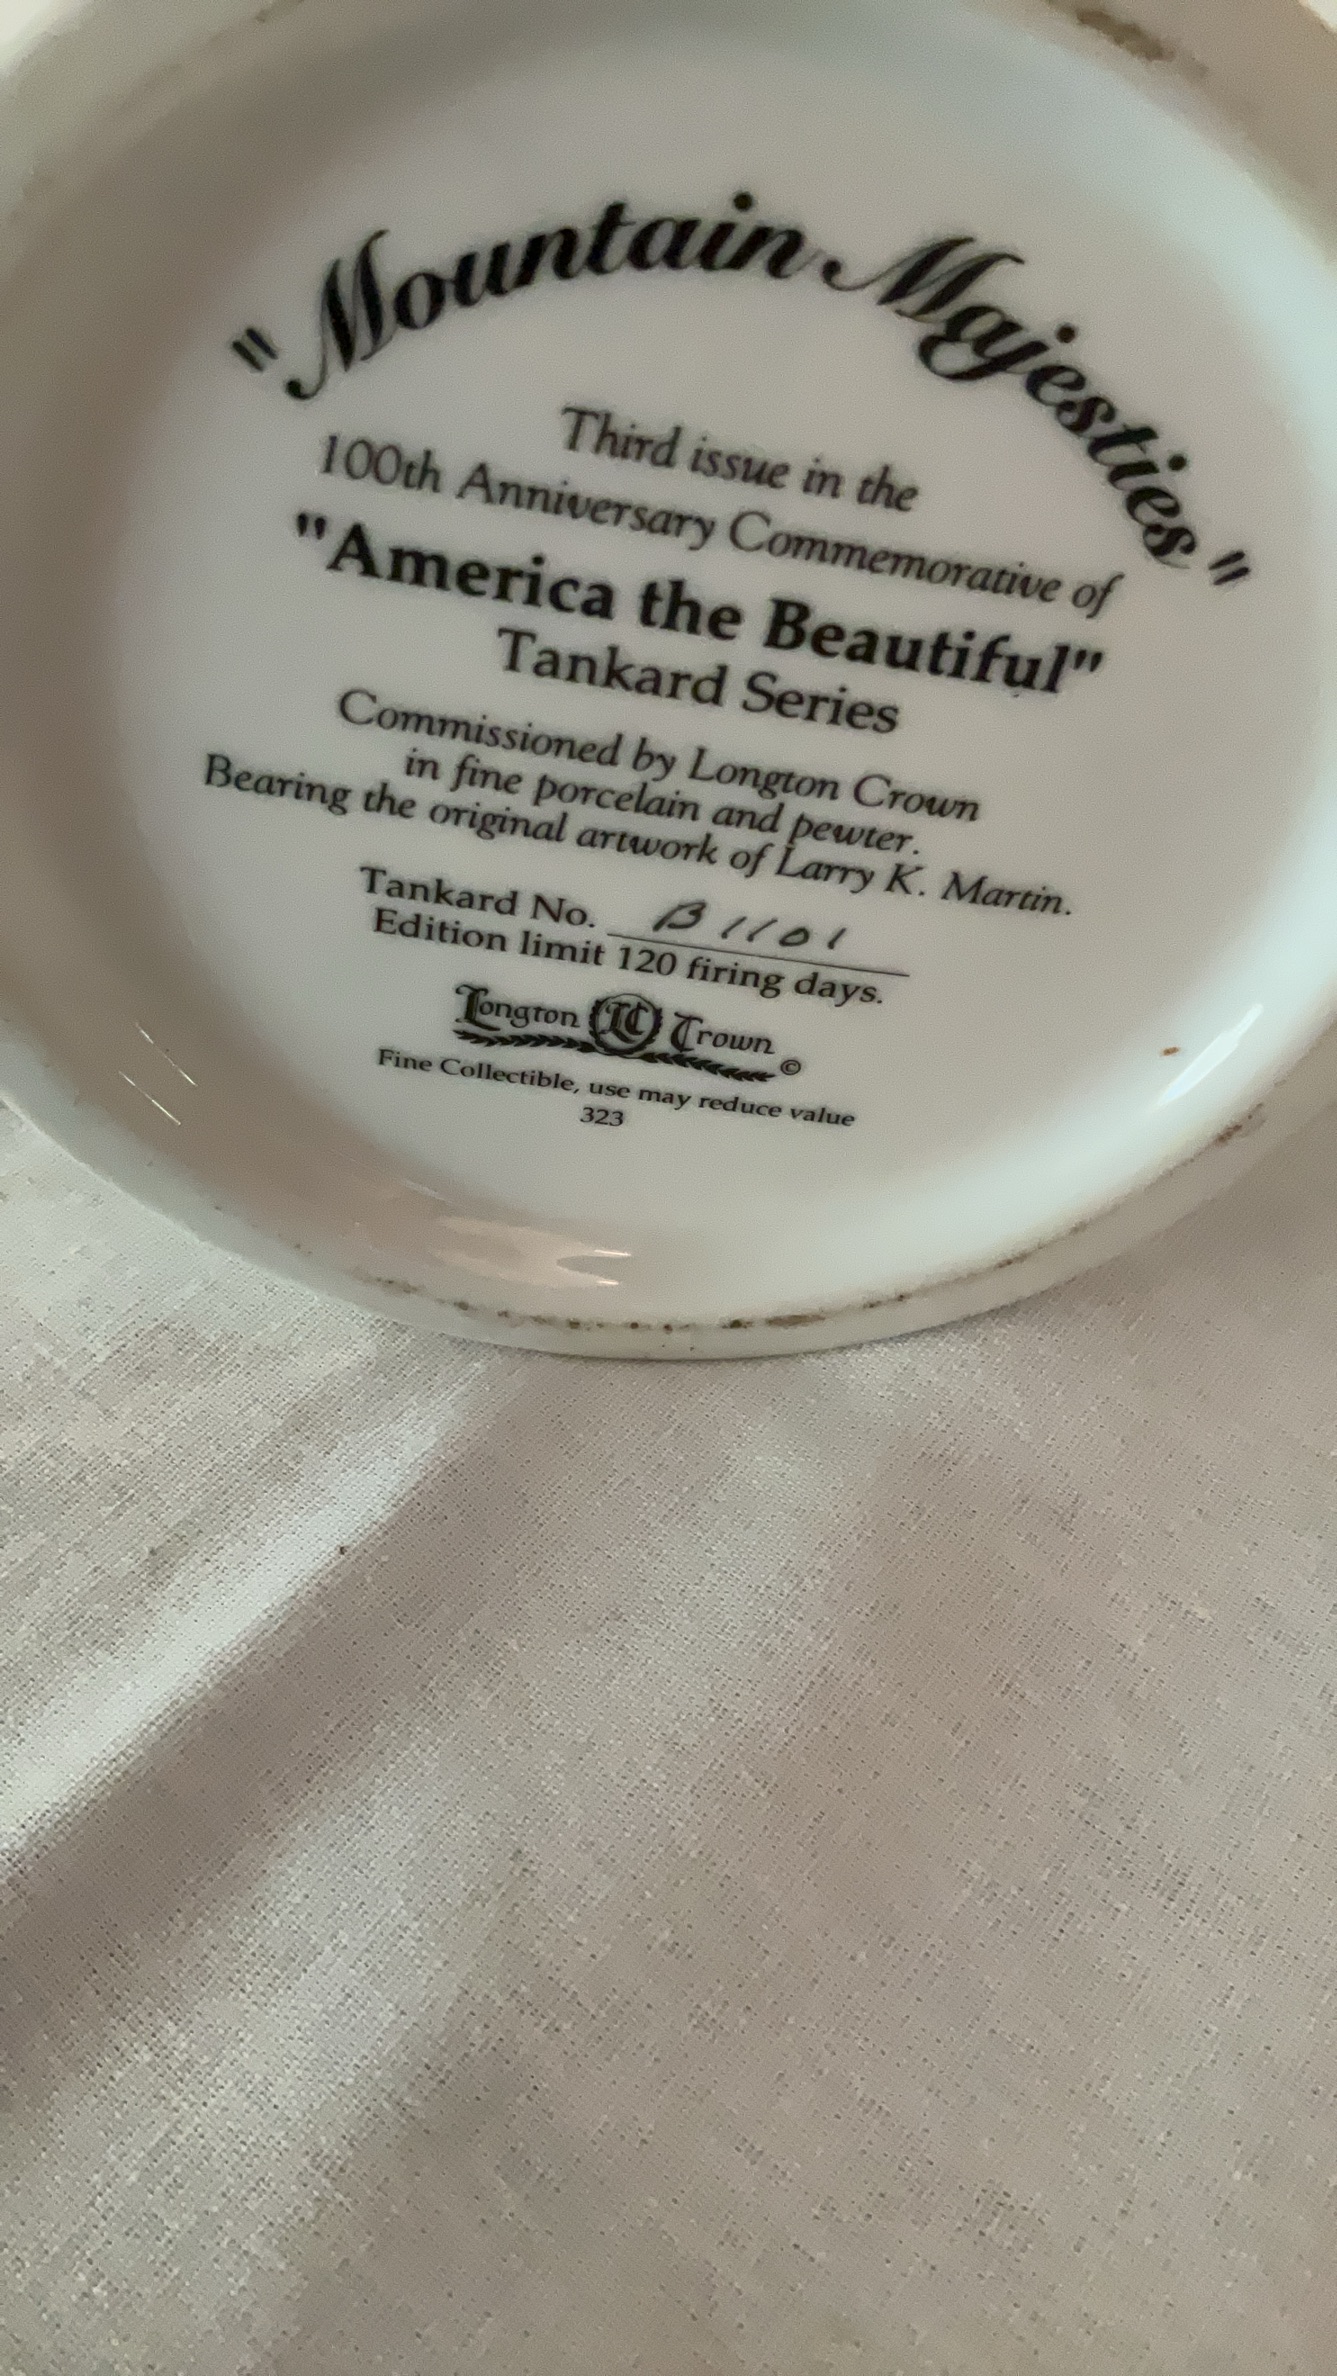 "Mountain Majesties"
Third issue in the
100th Anniversary Commemorative of
"America the Beautiful"
Tankard Series
Commissioned by Longton Crown
in fine porcelain and pewter.
Bearing the original artwork of Larry K. Martin.
Tankard No. B1101
Edition limit 120 firing days.
Longton LC Crown ©
Fine Collectible, use may reduce value
323